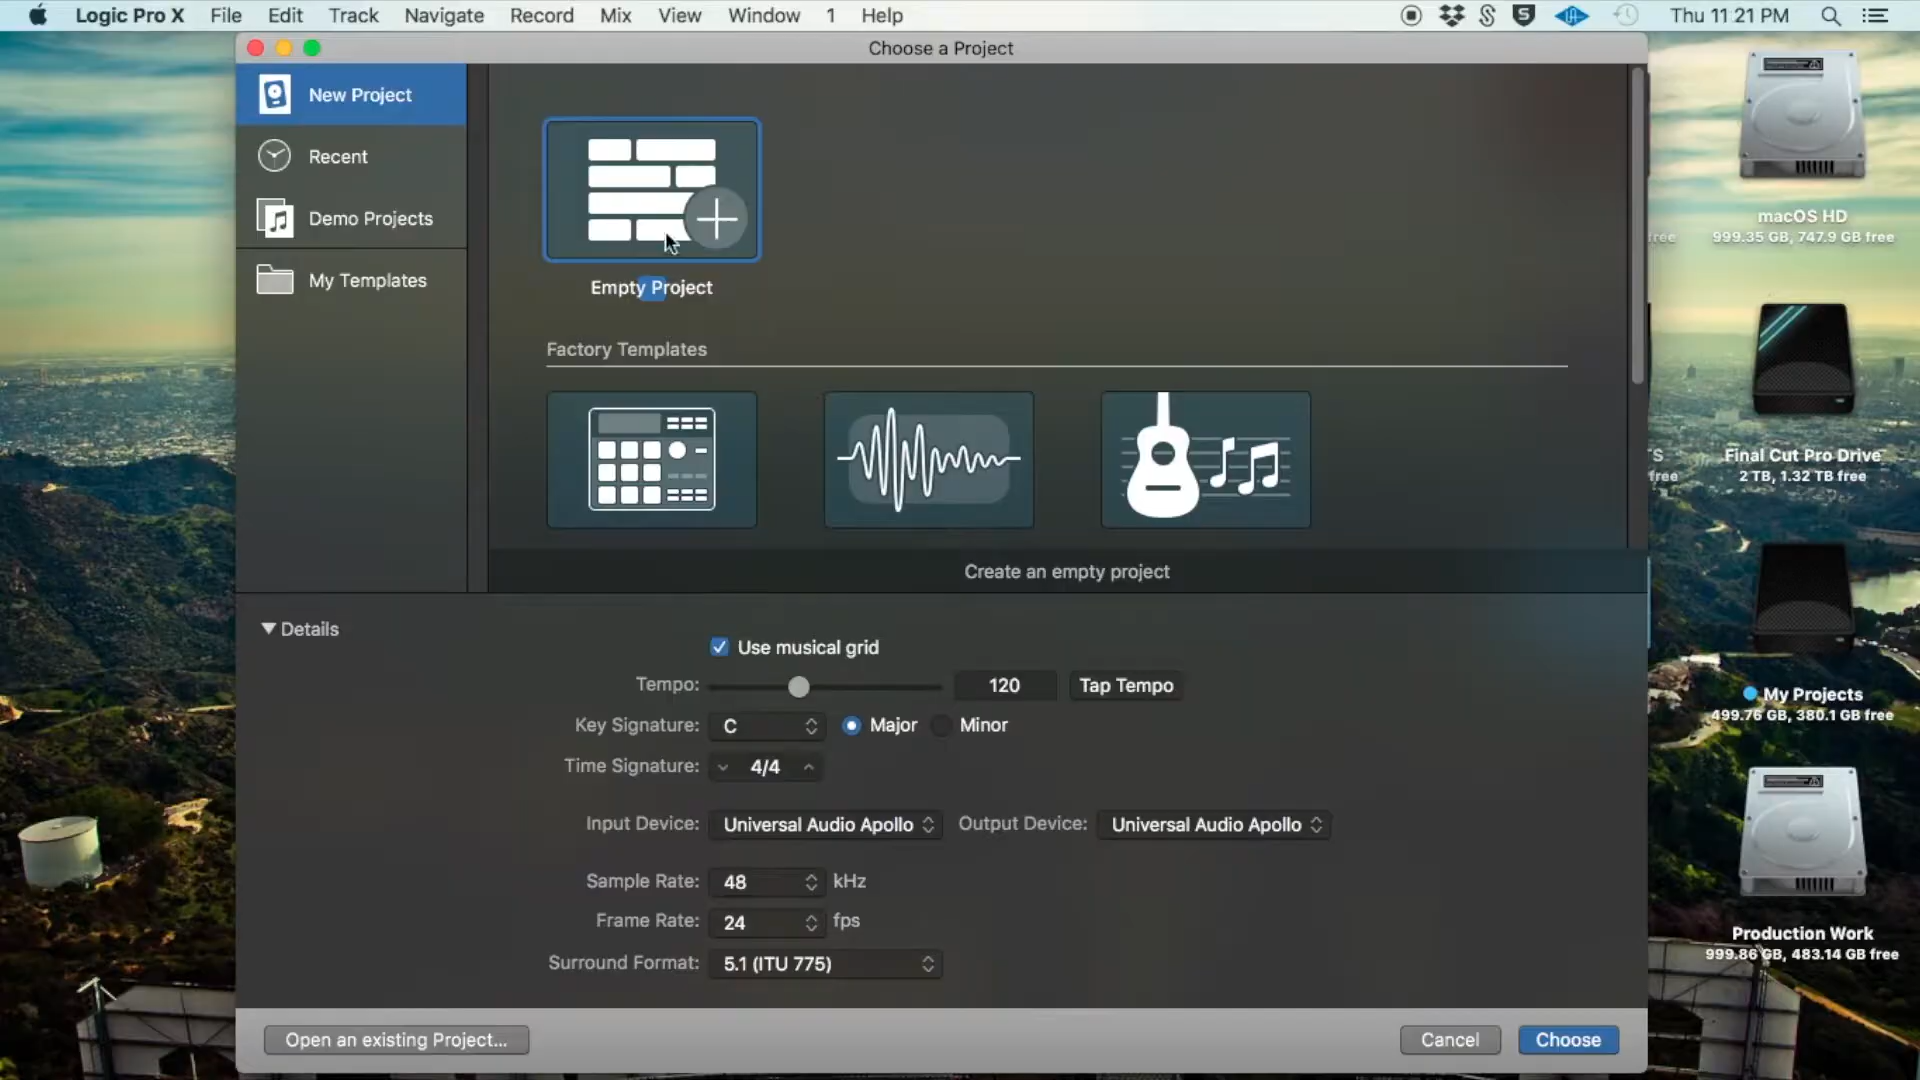 Logic Pro X File Edit Track Navigate Record Mix View Window 1 Help Thu 11:21 PM
Choose a Project
New Project
Recent
Demo Projects
My Templates
Empty Project
Factory Templates
Create an empty project
Details
Use musical grid
Tempo: 120 Tap Tempo
Key Signature: C Major Minor
Time Signature: 4/4
Input Device: Universal Audio Apollo Output Device: Universal Audio Apollo
Sample Rate: 48 kHz
Frame Rate: 24 fps
Surround Format: 5.1 (ITU 775)
Open an existing Project... Cancel Choose
macOS HD
free 999.35 GB, 747.9 GB free
Final Cut Pro Drive
free 2 TB, 1.32 TB free
My Projects
499.76 GB, 380.1 GB free
Production Work
999.86 GB, 483.14 GB free